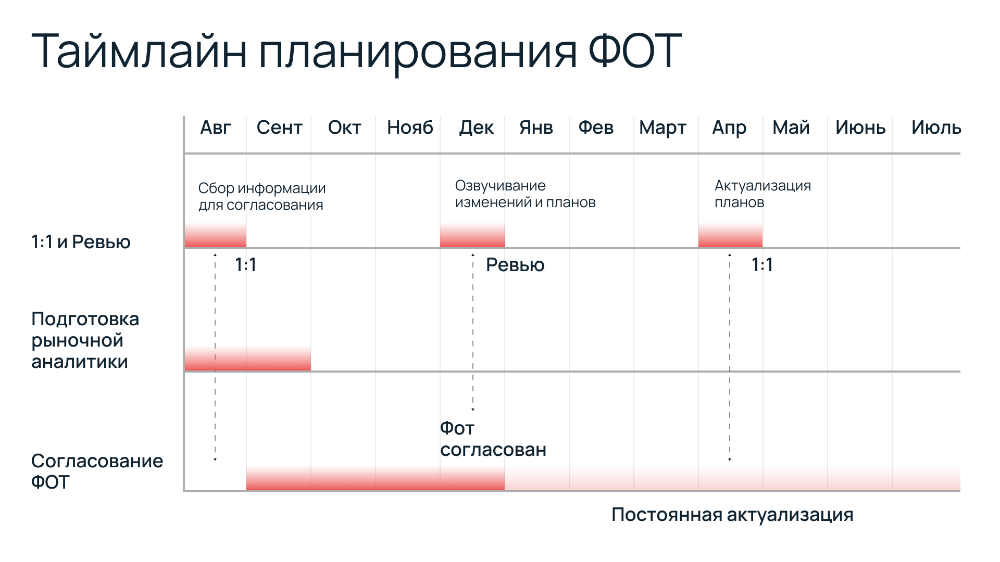 Таймлайн планирования ФОТ
Авг Сент Окт Нояб Дек Янв Фев Март Апр Май Июнь Июль
Сбор информации
для согласования
Озвучивание
изменений и планов
Актуализация
планов
1:1 и Ревью
1:1
Ревью
1:1
Подготовка
рыночной
аналитики
Фот
согласован
Согласование
ФОТ
Постоянная актуализация